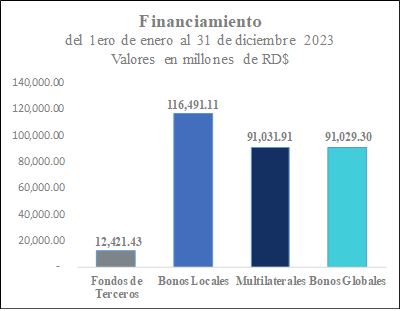 Financiamiento
del 1ero de enero al 31 de diciembre 2023
Valores en millones de RD$
140,000.00
120,000.00
100,000.00
80,000.00
60,000.00
40,000.00
20,000.00
-
12,421.43
116,491.11
91,031.91
91,029.30
Fondos de
Terceros
Bonos Locales
Multilaterales
Bonos Globales